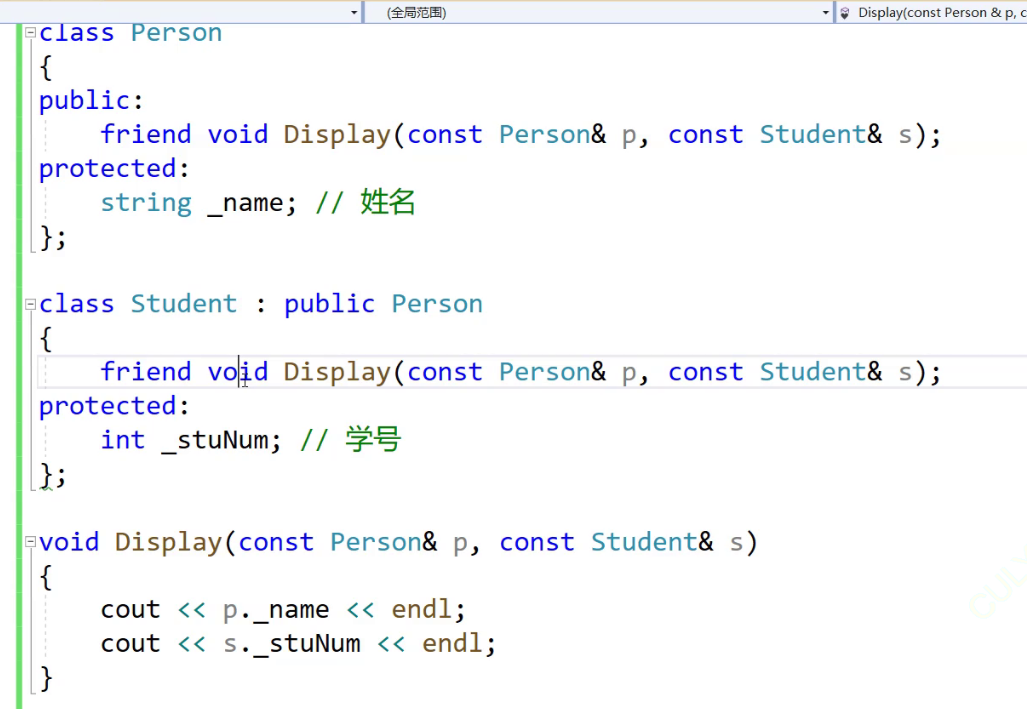 (全局范围) Display(const Person & p, c
class Person
{
public:
    friend void Display(const Person& p, const Student& s);
protected:
    string _name; // 姓名
};
class Student : public Person
{
    friend void Display(const Person& p, const Student& s);
protected:
    int _stuNum; // 学号
};
void Display(const Person& p, const Student& s)
{
    cout << p._name << endl;
    cout << s._stuNum << endl;
}